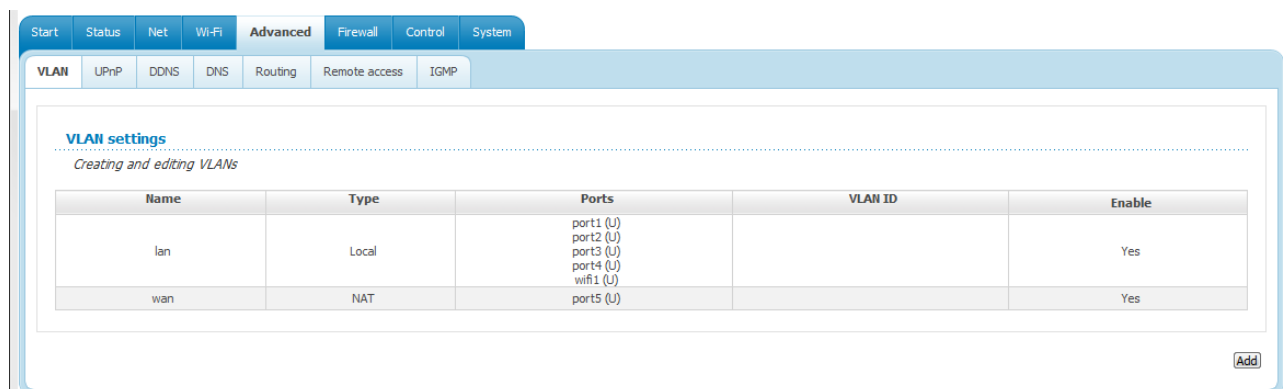 Start Status Net Wi-Fi Advanced Firewall Control System
VLAN UPnP DDNS DNS Routing Remote access IGMP
VLAN settings
Creating and editing VLANs
Name Type Ports VLAN ID Enable
port1 (U)
port2 (U)
lan Local port3 (U) Yes
port4 (U)
wifi1 (U)
wan NAT port5 (U) Yes
Add